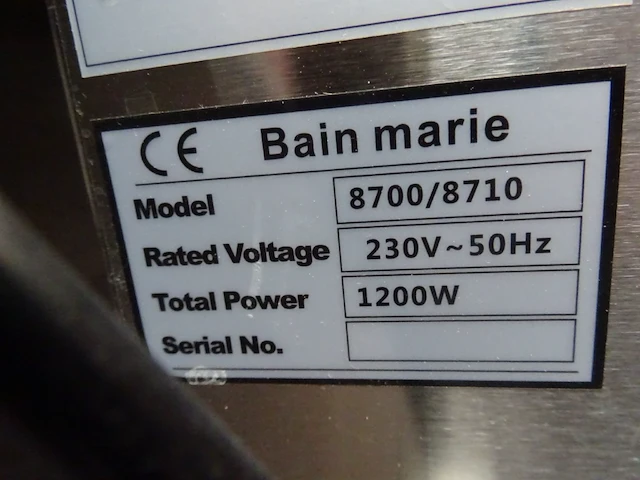 CE Bain marie
Model 8700/8710
Rated Voltage 230V~50Hz
Total Power 1200W
Serial No.